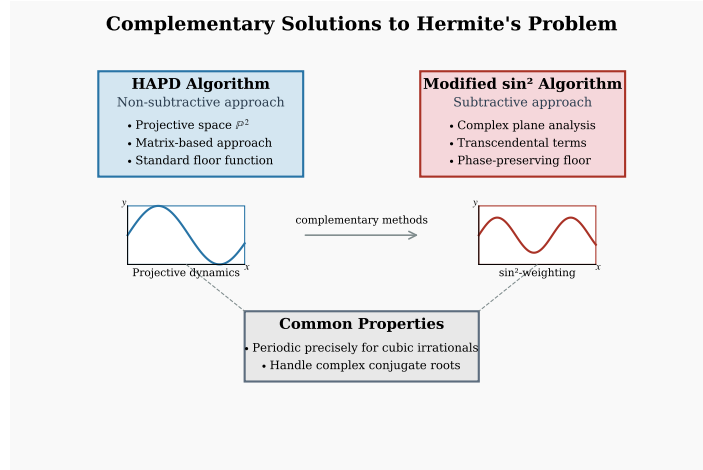 Complementary Solutions to Hermite's Problem
HAPD Algorithm
Non-subtractive approach
• Projective space ℙ²
• Matrix-based approach
• Standard floor function
Modified sin² Algorithm
Subtractive approach
• Complex plane analysis
• Transcendental terms
• Phase-preserving floor
y
x
Projective dynamics
complementary methods
y
x
sin²-weighting
Common Properties
• Periodic precisely for cubic irrationals
• Handle complex conjugate roots